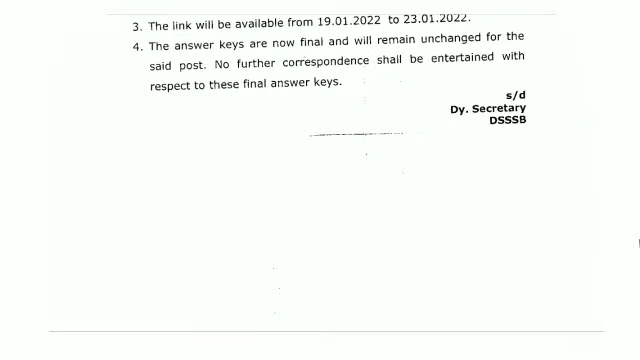 3. The link will be available from 19.01.2022 to 23.01.2022.
4. The answer keys are now final and will remain unchanged for the
said post. No further correspondence shall be entertained with
respect to these final answer keys.
s/d
Dy. Secretary
DSSSB